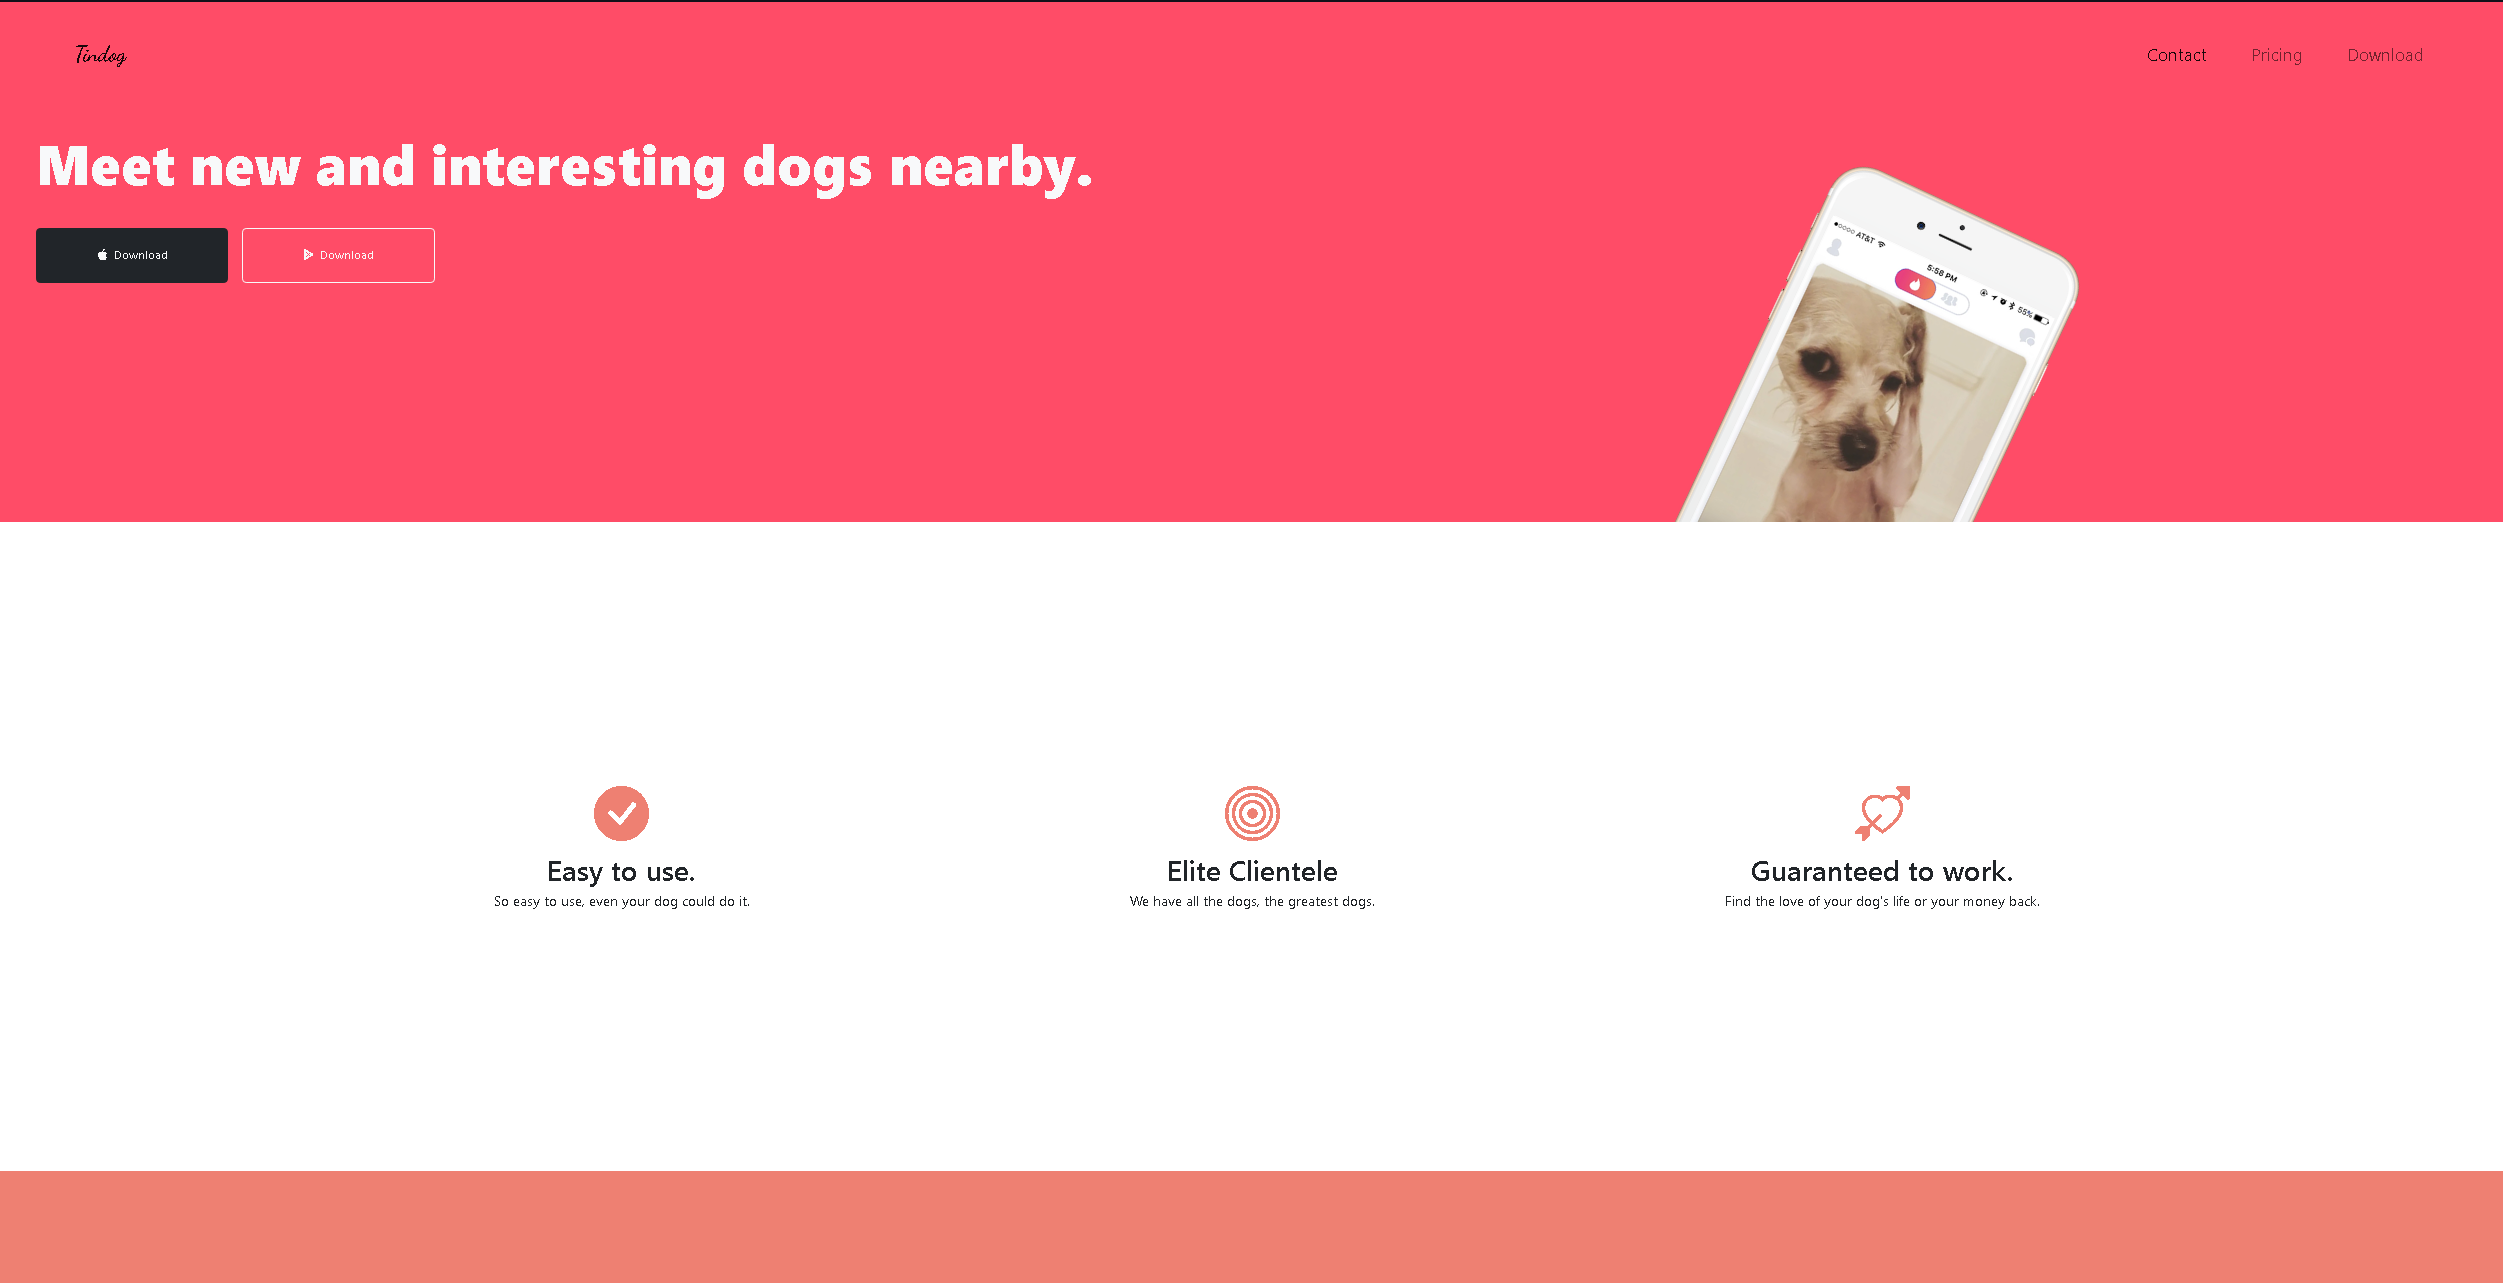 Tindog
Contact Pricing Download
Meet new and interesting dogs nearby.
Download Download
AT&T
5:58 PM
55%
Easy to use.
So easy to use, even your dog could do it.
Elite Clientele
We have all the dogs, the greatest dogs.
Guaranteed to work.
Find the love of your dog's life or your money back.